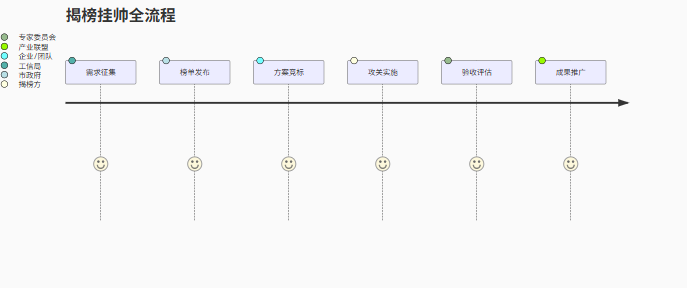 揭榜挂帅全流程
专家委员会
产业联盟
企业/团队
工信局
市政府
揭榜方
需求征集
榜单发布
方案竞标
攻关实施
验收评估
成果推广